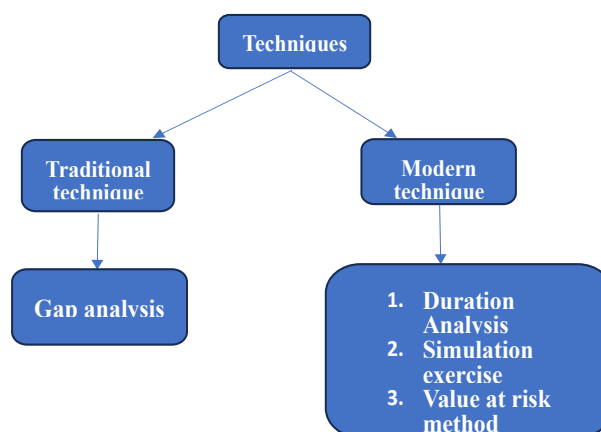 Techniques
Traditional
technique
Modern
technique
Gap analysis
1. Duration
Analysis
2. Simulation
exercise
3. Value at risk
method